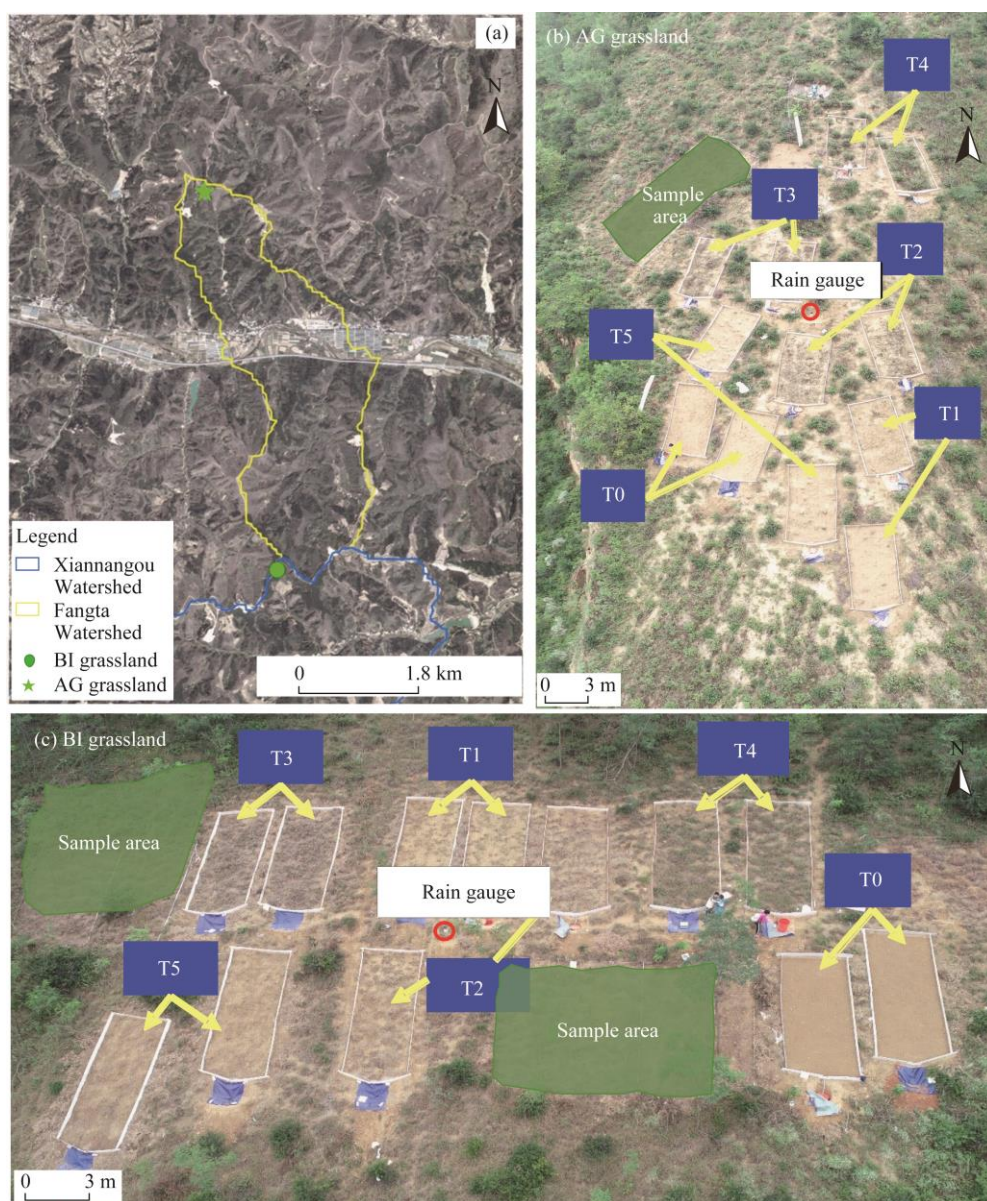 (a)
N
Legend
Xiannangou
Watershed
Fangta
Watershed
BI grassland
AG grassland
0
1.8 km
(b) AG grassland
T4
N
Sample
area
T3
T2
Rain gauge
T5
T1
T0
0
3 m
(c) BI grassland
T3
T1
T4
N
Sample area
Rain gauge
T0
T5
T2
Sample area
0
3 m